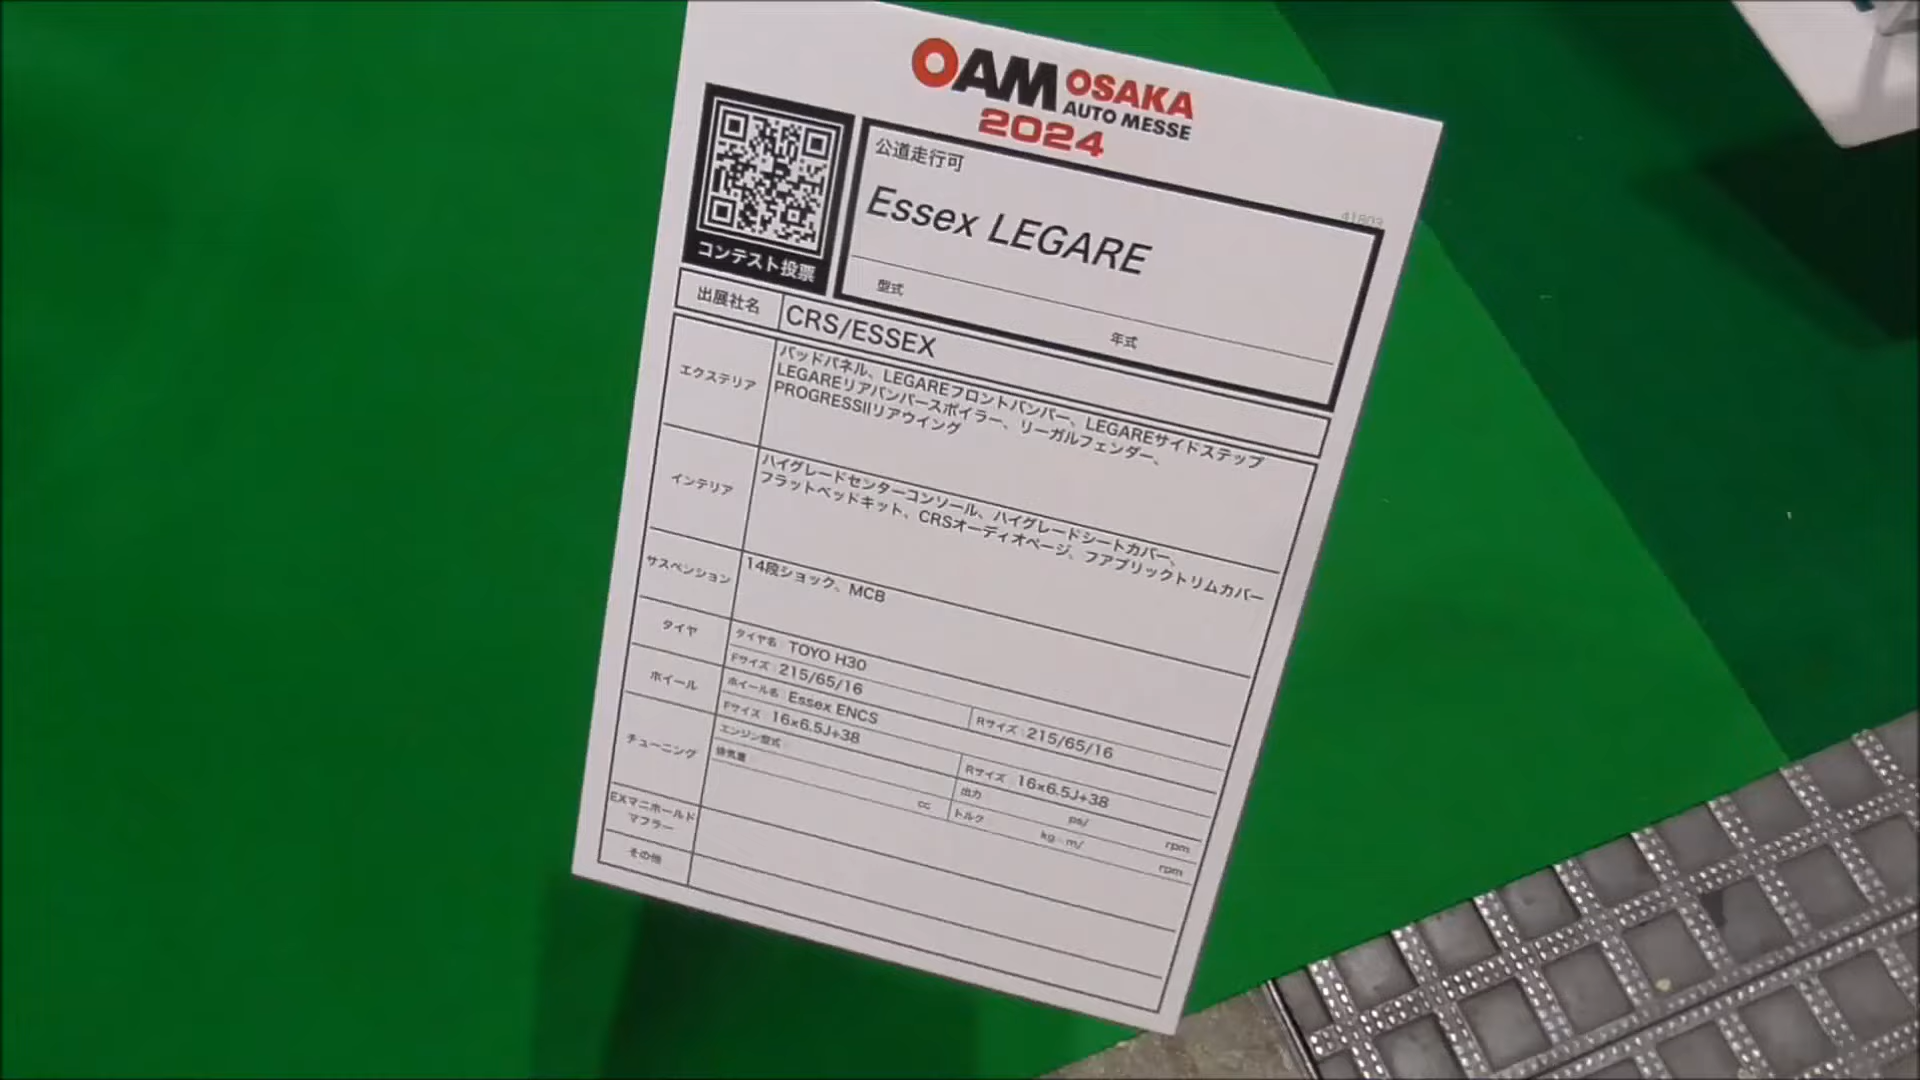 OAM OSAKA
AUTO MESSE
2024
コンテスト投票
公道走行可
41803
Essex LEGARE
型式
年式
出展社名 CRS/ESSEX
エクステリア
バッドパネル、LEGAREフロントバンパー、LEGAREサイドステップ
LEGAREリアバンパースポイラー、リーガルフェンダー、
PROGRESSIIリアウイング
インテリア
ハイグレードセンターコンソール、ハイグレードシートカバー、
フラットベッドキット、CRSオーディオページ、ファブリックトリムカバー
サスペンション 14段ショック、MCB
タイヤ
タイヤ名 TOYO H30
Fサイズ 215/65/16 Rサイズ 215/65/16
ホイール
ホイール名 Essex ENCS
Fサイズ 16x6.5J+38 Rサイズ 16x6.5J+38
チューニング
エンジン型式 出力 ps/ rpm
排気量 cc トルク kg・m/ rpm
EXマニホールド
マフラー
その他